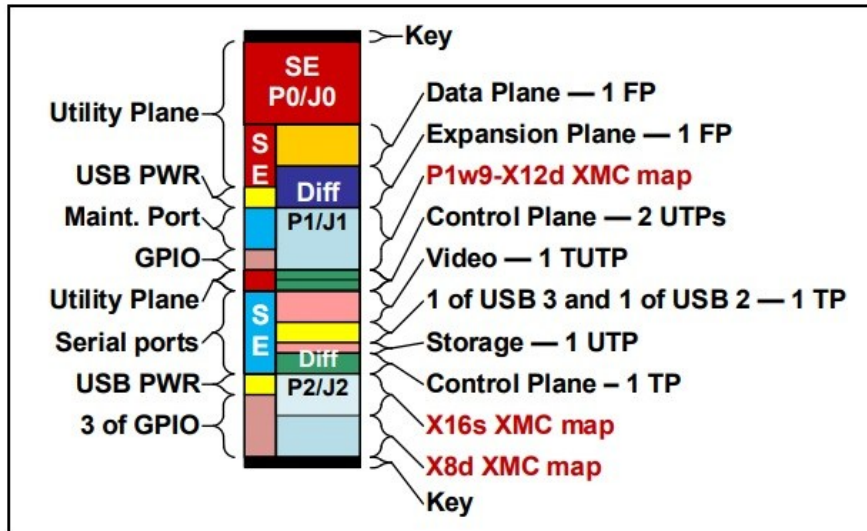 Key
SE
P0/J0
Utility Plane
Data Plane — 1 FP
S
E
Expansion Plane — 1 FP
USB PWR
Diff
P1w9-X12d XMC map
Maint. Port
P1/J1
Control Plane — 2 UTPs
GPIO
Video — 1 TUTP
Utility Plane
1 of USB 3 and 1 of USB 2 — 1 TP
S
E
Serial ports
Storage — 1 UTP
Diff
USB PWR
P2/J2
Control Plane – 1 TP
3 of GPIO
X16s XMC map
X8d XMC map
Key